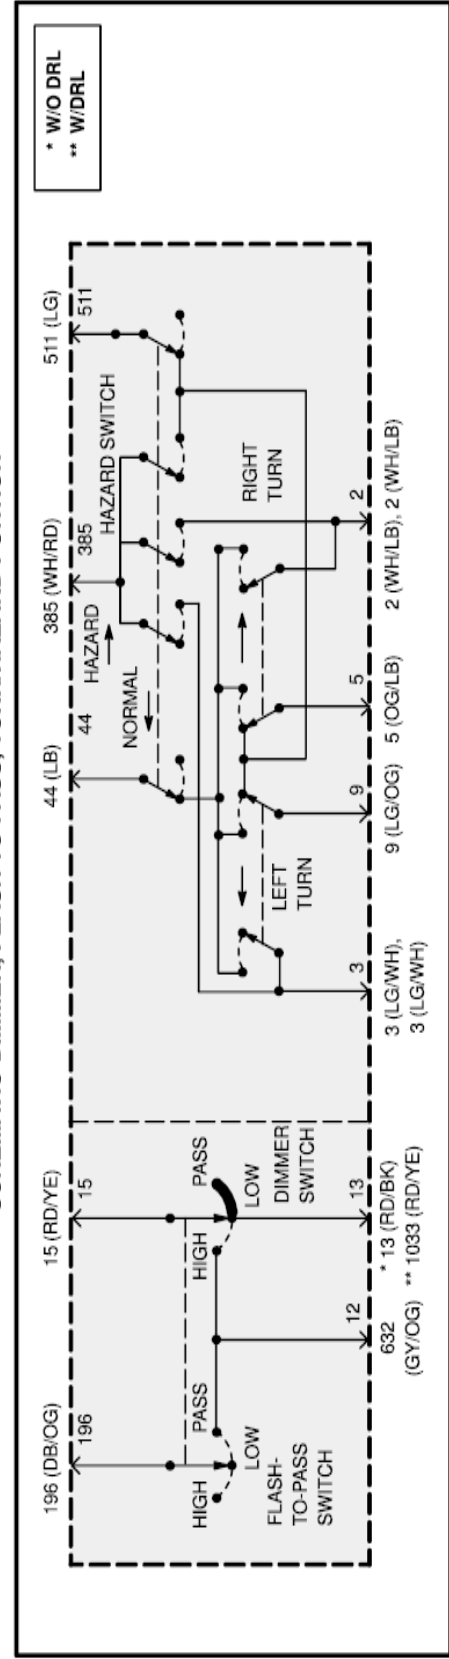 * W/O DRL
** W/DRL
196 (DB/OG)
15 (RD/YE)
44 (LB)
385 (WH/RD)
511 (LG)
196
15
44
HAZARD
385
HAZARD SWITCH
511
NORMAL
HIGH
PASS
LOW
FLASH-
TO-PASS
SWITCH
HIGH
PASS
LOW
DIMMER
SWITCH
LEFT
TURN
RIGHT
TURN
12
13
3
9
5
2
632
(GY/OG)
* 13 (RD/BK)
** 1033 (RD/YE)
3 (LG/WH),
3 (LG/WH)
9 (LG/OG)
5 (OG/LB)
2 (WH/LB), 2 (WH/LB)